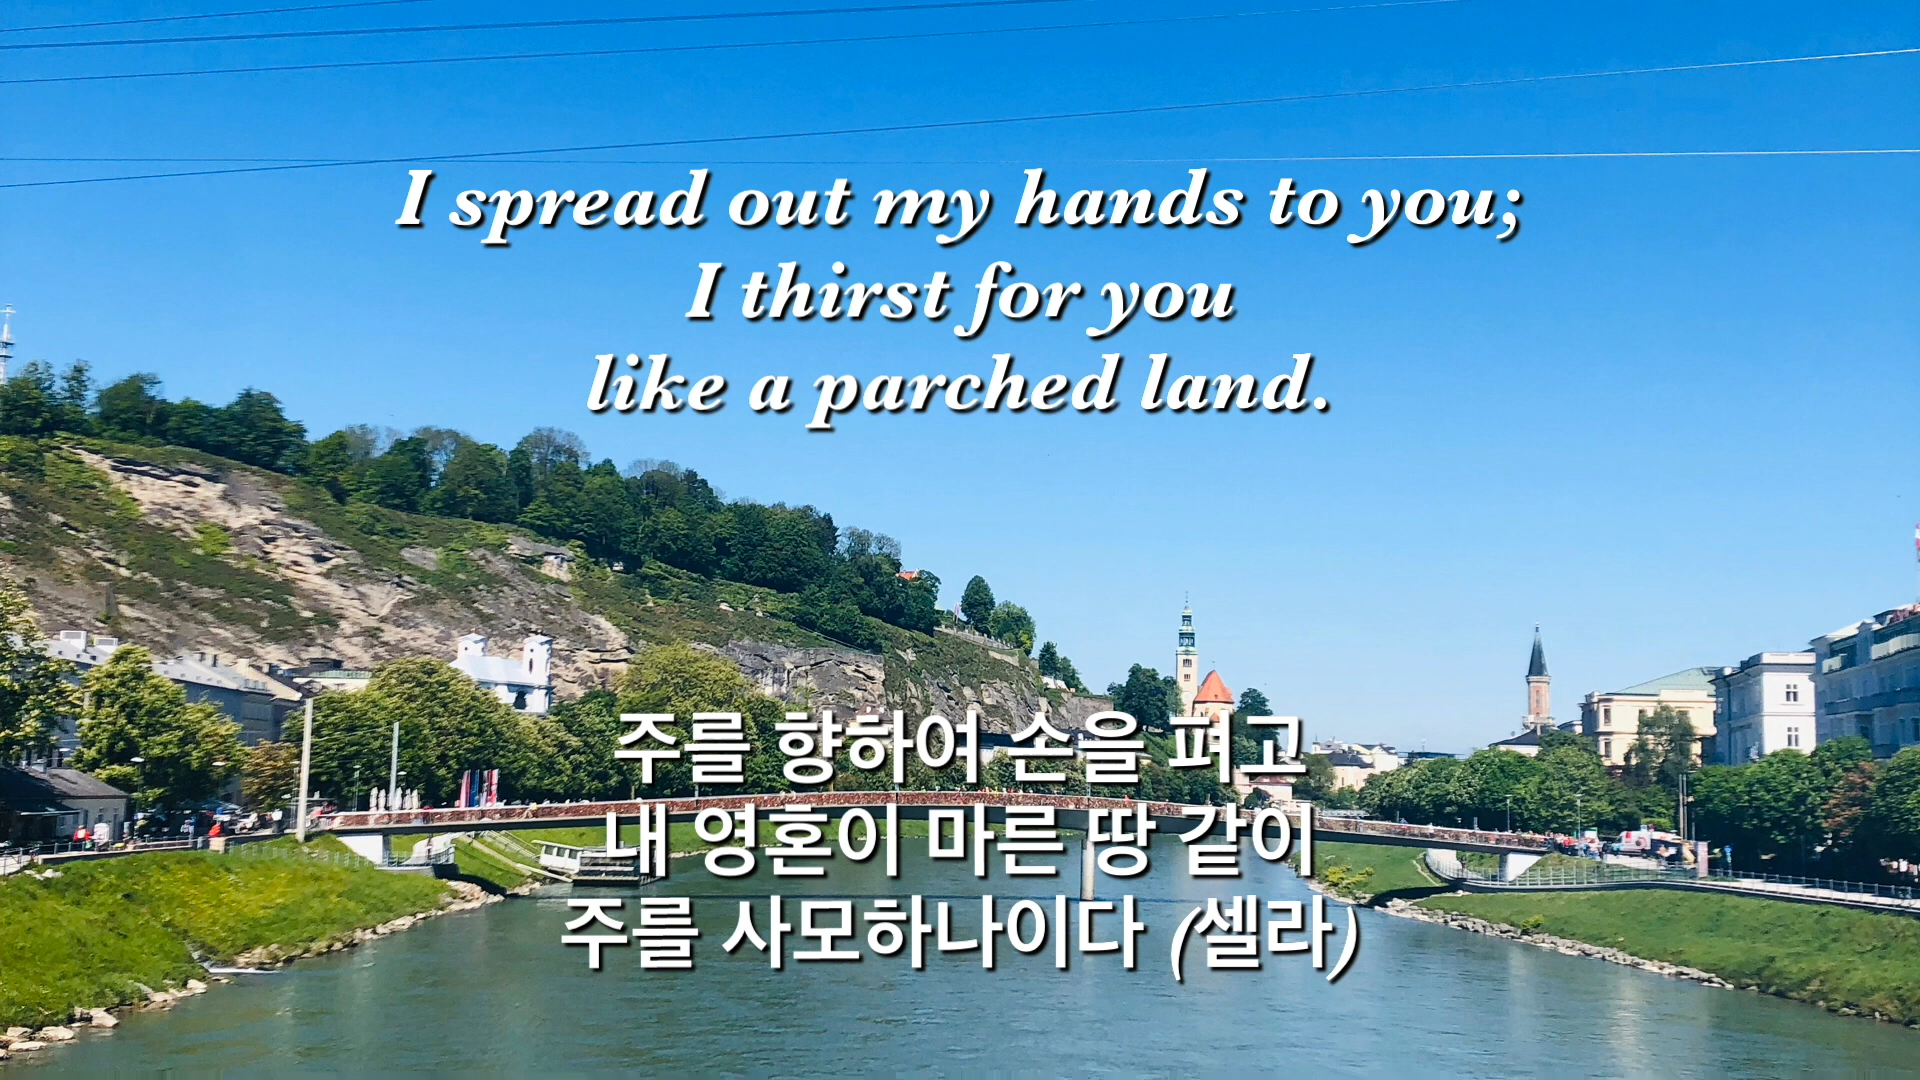 I spread out my hands to you;
I thirst for you
like a parched land.
주를 향하여 손을 펴고
내 영혼이 마른 땅 같이
주를 사모하나이다 (셀라)